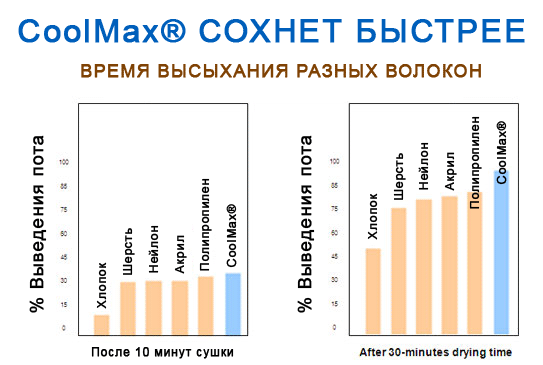 CoolMax® СОХНЕТ БЫСТРЕЕ
ВРЕМЯ ВЫСЫХАНИЯ РАЗНЫХ ВОЛОКОН
% Выведения пота
100
85
75
60
45
30
15
0
Хлопок
Шерсть
Нейлон
Акрил
Полипропилен
CoolMax®
После 10 минут сушки
% Выведения пота
100
85
75
60
45
30
15
0
Хлопок
Шерсть
Нейлон
Акрил
Полипропилен
CoolMax®
After 30-minutes drying time